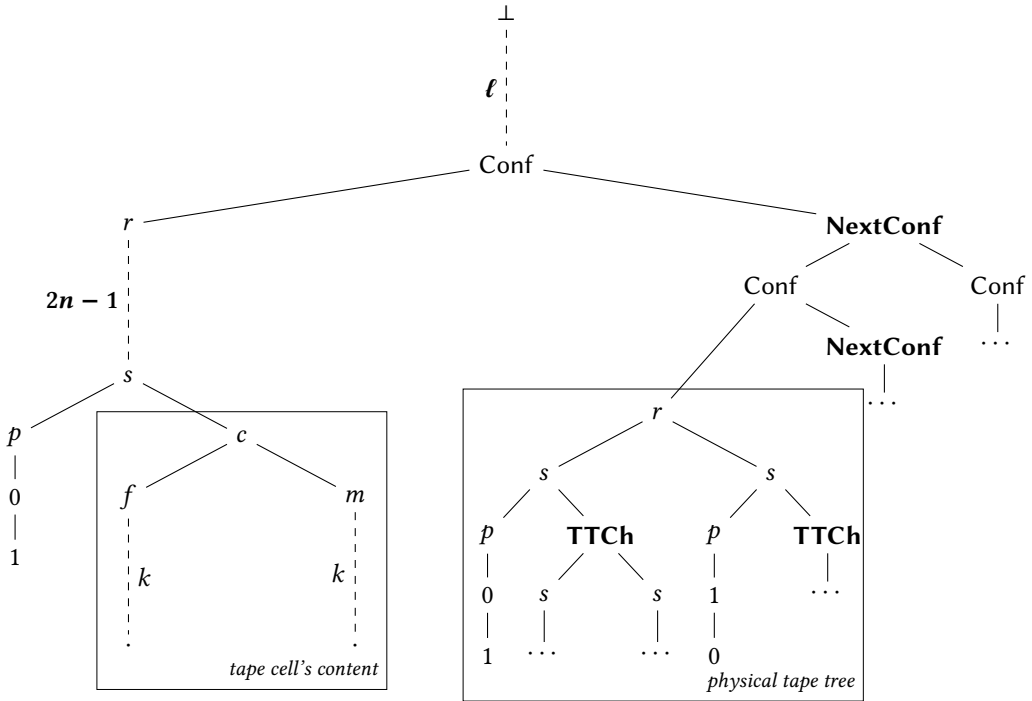 ⊥
ℓ
Conf
r NextConf
2n − 1 Conf Conf
NextConf . . .
s . . .
p c r
0 f m s s
1 p TTCh p TTCh
k k 0 s s 1 . . .
. . 1 . . . . . . 0
tape cell's content physical tape tree